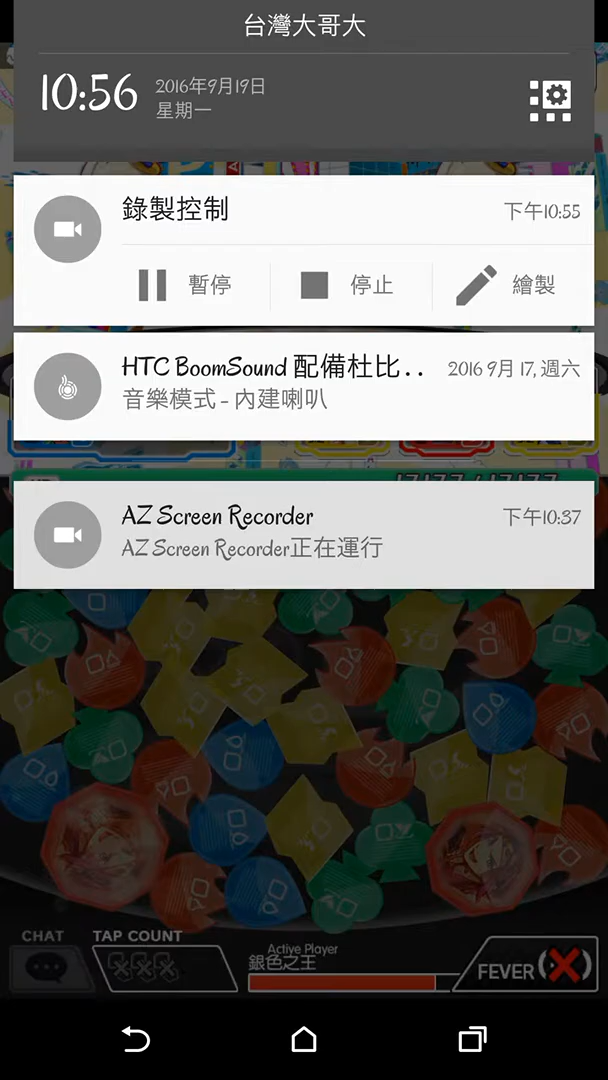 台灣大哥大
10:56
2016年9月19日
星期一
錄製控制
下午10:55
暫停
停止
繪製
HTC BoomSound 配備杜比..
2016 9月 17, 週六
音樂模式 - 內建喇叭
AZ Screen Recorder
下午10:37
AZ Screen Recorder正在運行
CHAT
TAP COUNT
Active Player
銀色之王
FEVER